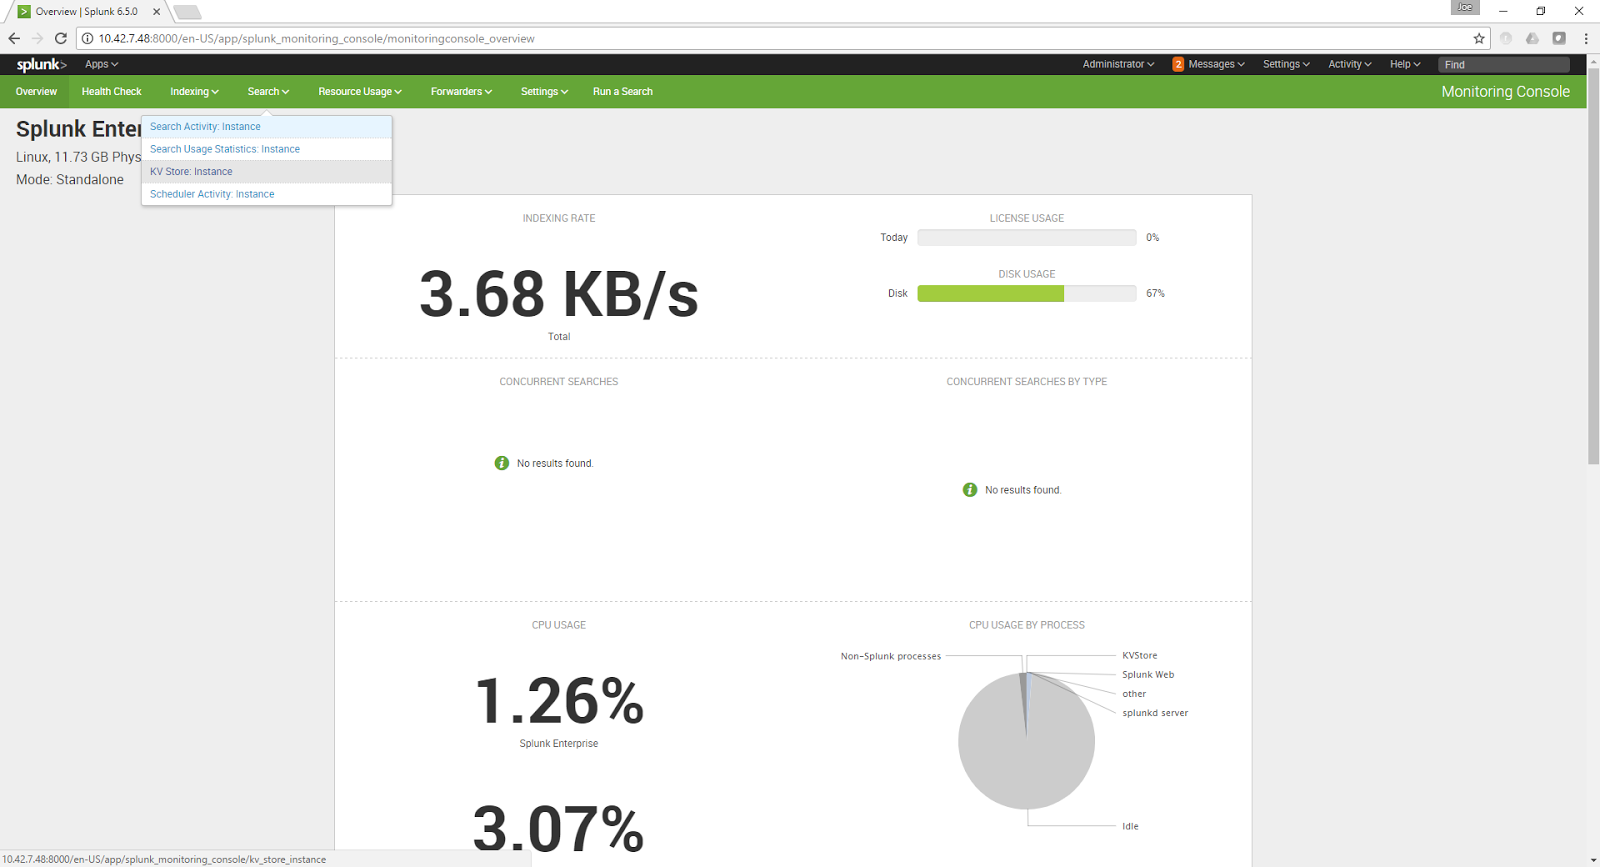 Overview | Splunk 6.5.0
Joe
10.42.7.48:8000/en-US/app/splunk_monitoring_console/monitoringconsole_overview
splunk> Apps Administrator 2 Messages Settings Activity Help Find
Overview Health Check Indexing Search Resource Usage Forwarders Settings Run a Search Monitoring Console
Splunk Enter
Linux, 11.73 GB Phys
Mode: Standalone
Search Activity: Instance
Search Usage Statistics: Instance
KV Store: Instance
Scheduler Activity: Instance
INDEXING RATE
3.68 KB/s
Total
LICENSE USAGE
Today 0%
DISK USAGE
Disk 67%
CONCURRENT SEARCHES
No results found.
CONCURRENT SEARCHES BY TYPE
No results found.
CPU USAGE
1.26%
Splunk Enterprise
3.07%
CPU USAGE BY PROCESS
Non-Splunk processes
KVStore
Splunk Web
other
splunkd server
Idle
10.42.7.48:8000/en-US/app/splunk_monitoring_console/kv_store_instance